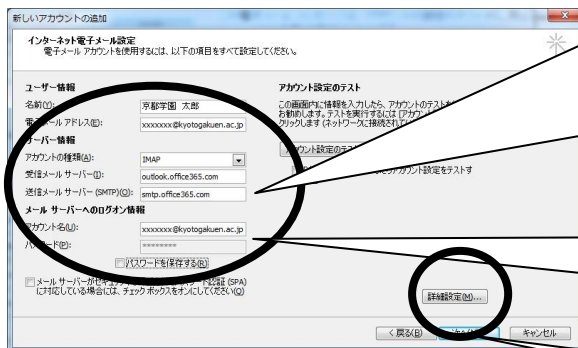 新しいアカウントの追加
インターネット電子メール設定
電子メール アカウントを使用するには、以下の項目をすべて設定してください。
ユーザー情報
名前(Y):
京都学園 太郎
電子メール アドレス(E):
xxxxxxx@kyotogakuen.ac.jp
サーバー情報
アカウントの種類(A):
IMAP
受信メール サーバー(I):
outlook.office365.com
送信メール サーバー (SMTP)(O):
smtp.office365.com
メール サーバーへのログオン情報
アカウント名(U):
xxxxxxx@kyotogakuen.ac.jp
パスワード(P):
********
パスワードを保存する(R)
メール サーバーがセキュリティ
認証 (SPA)
に対応している場合には、チェック ボックスをオンにしてください(Q)
アカウント設定のテスト
この画面内に情報を入力したら、アカウントのテストを
お勧めします。テストを実行するには [アカウント
クリックします (ネットワークに接続されて
アカウント設定のテス
アカウント設定をテストす
詳細設定(M)...
< 戻る(B)
キャンセル